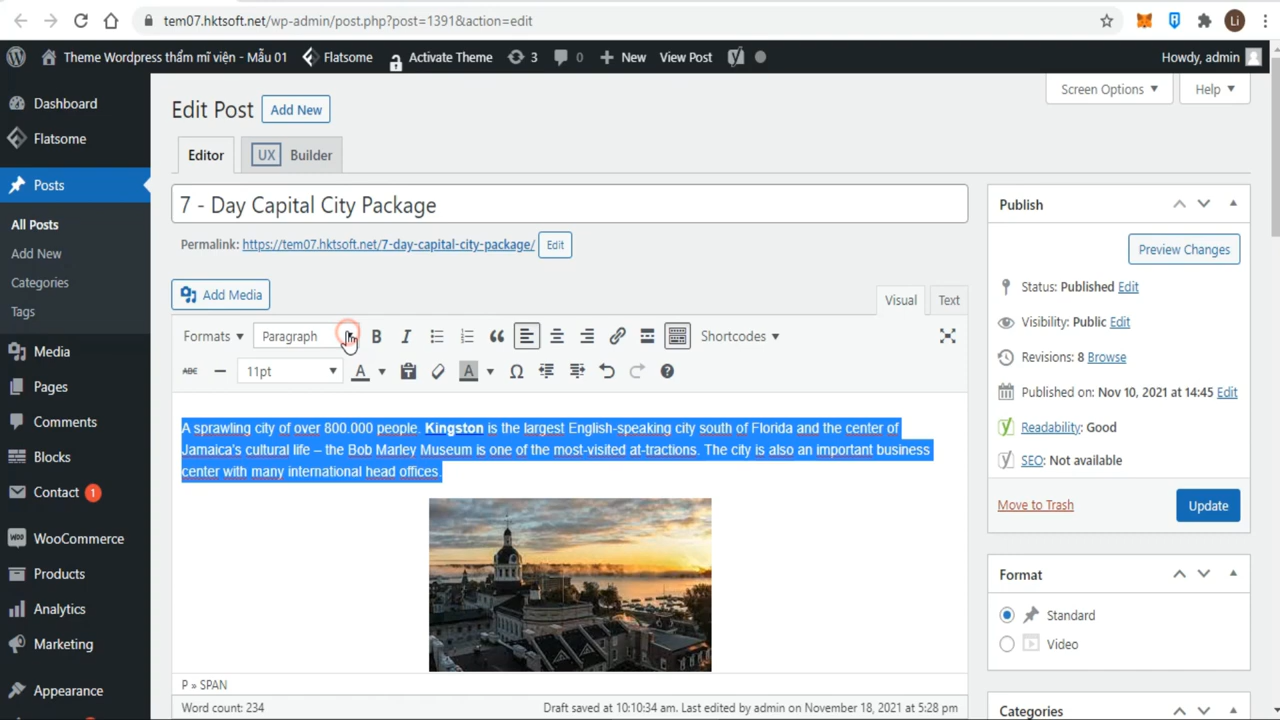 tem07.hktsoft.net/wp-admin/post.php?post=1391&action=edit
Li
Theme Wordpress thẩm mĩ viện - Mẫu 01
Flatsome
Activate Theme
3
0
New
View Post
Howdy, admin
Dashboard
Flatsome
Posts
All Posts
Add New
Categories
Tags
Media
Pages
Comments
Blocks
Contact 1
WooCommerce
Products
Analytics
Marketing
Appearance
Screen Options
Help
Edit Post
Add New
Editor
UX Builder
7 - Day Capital City Package
Permalink: https://tem07.hktsoft.net/7-day-capital-city-package/ Edit
Add Media
Visual
Text
Formats
Paragraph
B
I
Shortcodes
ABC
11pt
A
A
Ω
A sprawling city of over 800.000 people. Kingston is the largest English-speaking city south of Florida and the center of
Jamaica's cultural life – the Bob Marley Museum is one of the most-visited at-tractions. The city is also an important business
center with many international head offices.
P » SPAN
Word count: 234
Draft saved at 10:10:34 am. Last edited by admin on November 18, 2021 at 5:28 pm
Publish
Preview Changes
Status: Published Edit
Visibility: Public Edit
Revisions: 8 Browse
Published on: Nov 10, 2021 at 14:45 Edit
Readability: Good
SEO: Not available
Move to Trash
Update
Format
Standard
Video
Categories